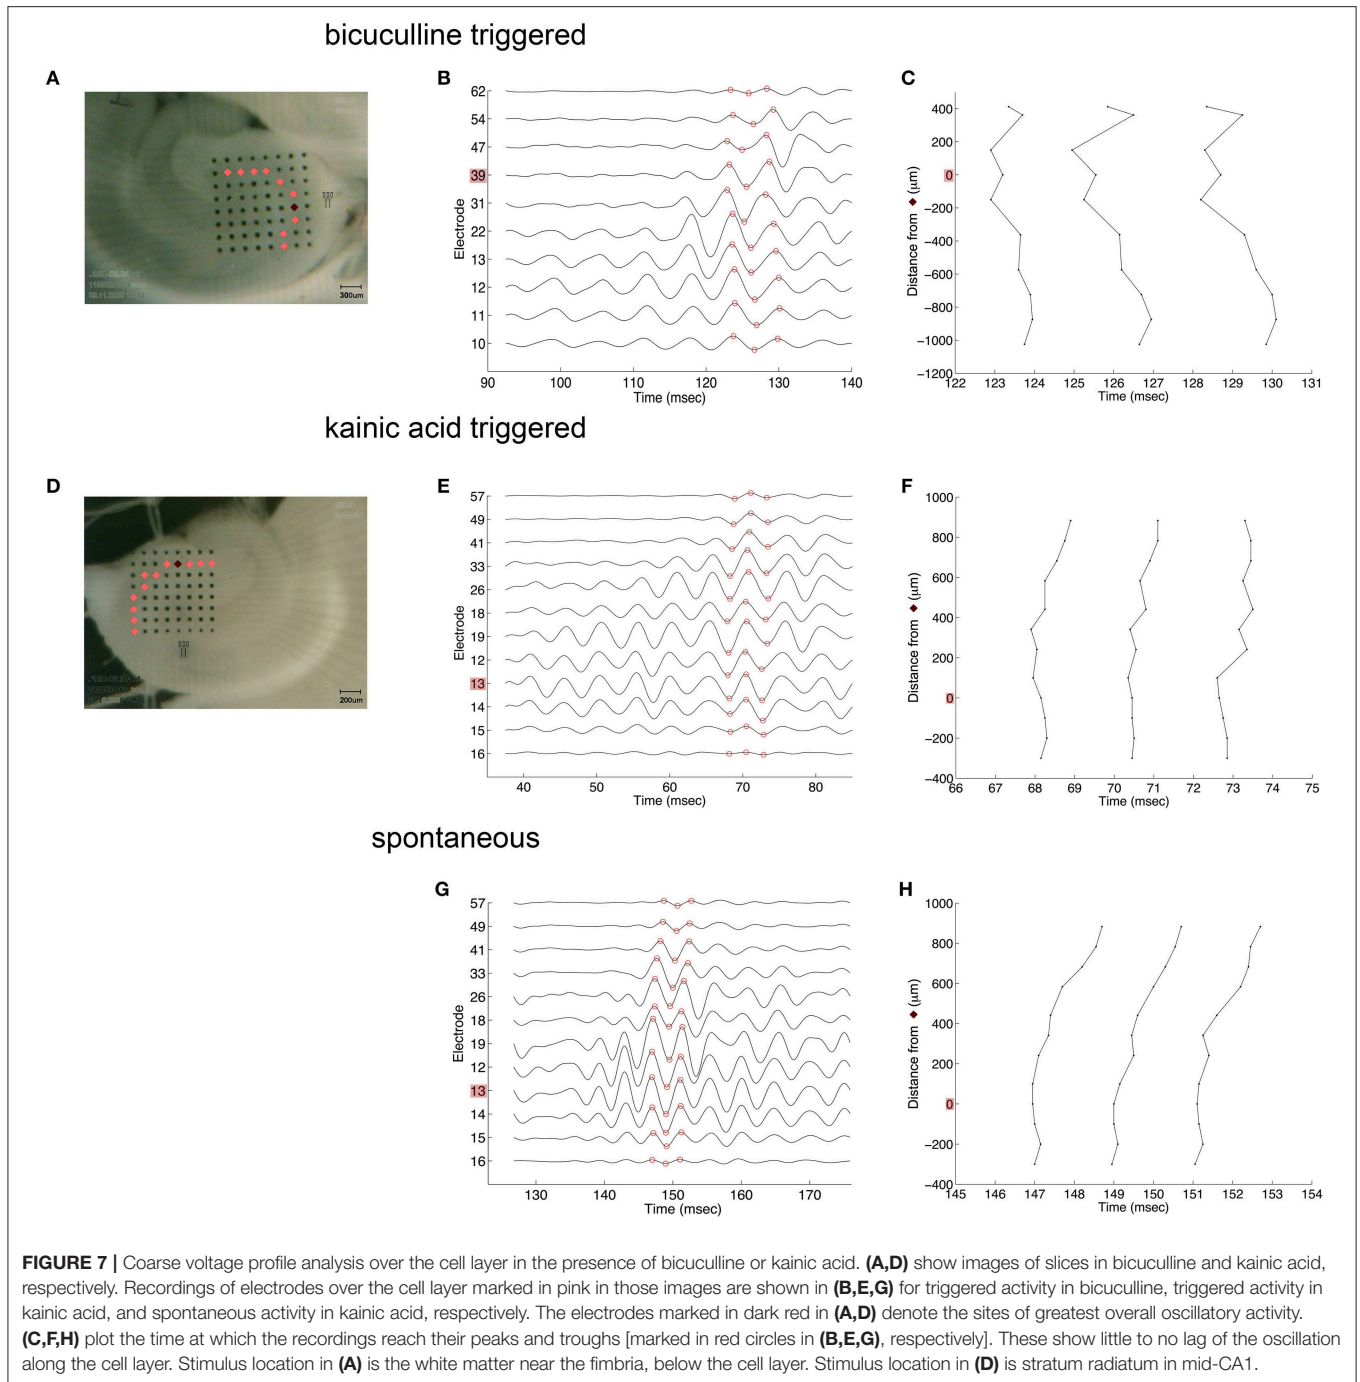 bicuculline triggered
A
300um
B
Electrode
62
54
47
39
31
22
13
12
11
10
90 100 110 120 130 140
Time (msec)
C
Distance from ◆ (µm)
400
200
0
−200
−400
−600
−800
−1000
−1200
122 123 124 125 126 127 128 129 130 131
Time (msec)
kainic acid triggered
D
200um
E
Electrode
57
49
41
33
26
18
19
12
13
14
15
16
40 50 60 70 80
Time (msec)
F
Distance from ◆ (µm)
1000
800
600
400
200
0
−200
−400
66 67 68 69 70 71 72 73 74 75
Time (msec)
spontaneous
G
Electrode
57
49
41
33
26
18
19
12
13
14
15
16
130 140 150 160 170
Time (msec)
H
Distance from ◆ (µm)
1000
800
600
400
200
0
−200
−400
145 146 147 148 149 150 151 152 153 154
Time (msec)
FIGURE 7 | Coarse voltage profile analysis over the cell layer in the presence of bicuculline or kainic acid. (A,D) show images of slices in bicuculline and kainic acid,
respectively. Recordings of electrodes over the cell layer marked in pink in those images are shown in (B,E,G) for triggered activity in bicuculline, triggered activity in
kainic acid, and spontaneous activity in kainic acid, respectively. The electrodes marked in dark red in (A,D) denote the sites of greatest overall oscillatory activity.
(C,F,H) plot the time at which the recordings reach their peaks and troughs [marked in red circles in (B,E,G), respectively]. These show little to no lag of the oscillation
along the cell layer. Stimulus location in (A) is the white matter near the fimbria, below the cell layer. Stimulus location in (D) is stratum radiatum in mid-CA1.